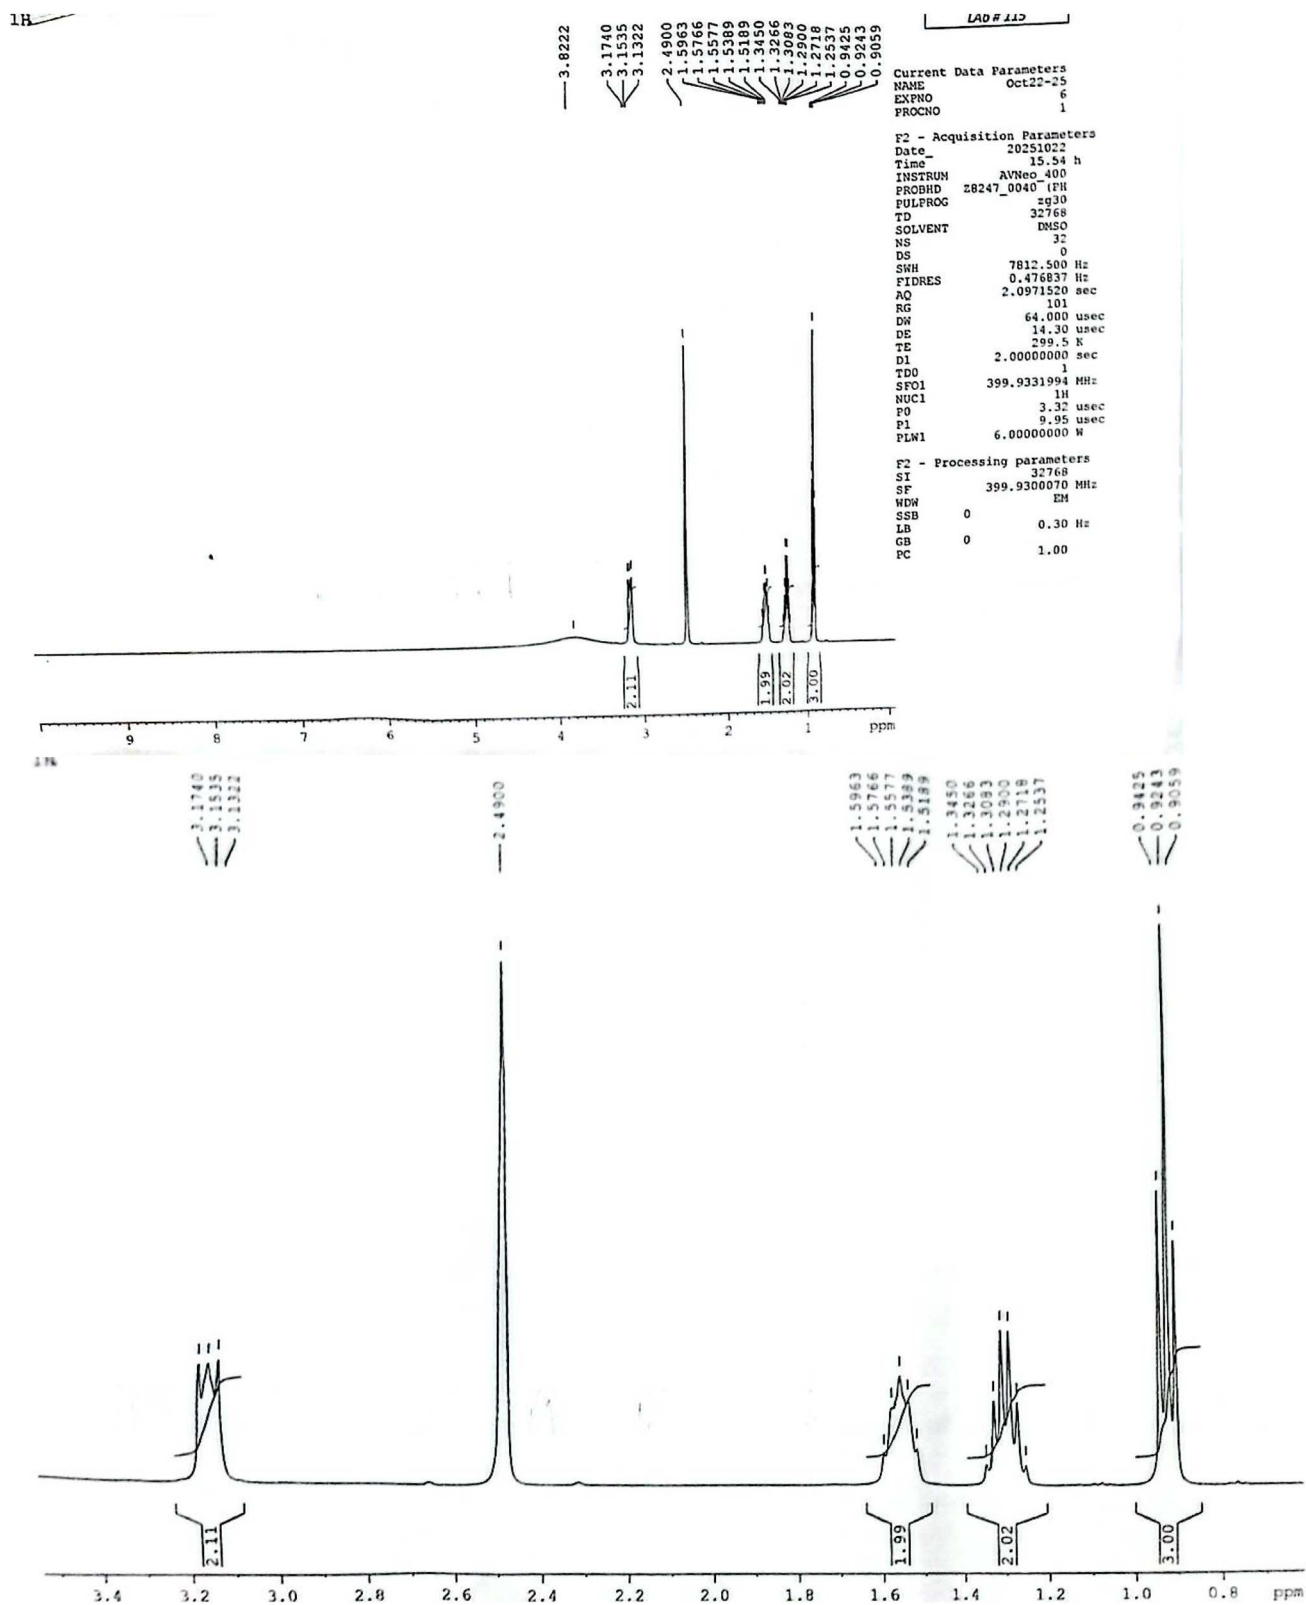 1H
LAB # 115
3.8222
3.1740
3.1535
3.1322
2.4900
1.5963
1.5766
1.5577
1.5389
1.5189
1.3450
1.3266
1.3083
1.2900
1.2718
1.2537
0.9425
0.9243
0.9059
Current Data Parameters
NAME Oct22-25
EXPNO 6
PROCNO 1
F2 - Acquisition Parameters
Date_ 20251022
Time 15.54 h
INSTRUM AVNeo_400
PROBHD Z8247_0040 (PH
PULPROG zg30
TD 32768
SOLVENT DMSO
NS 32
DS 0
SWH 7812.500 Hz
FIDRES 0.476837 Hz
AQ 2.0971520 sec
RG 101
DW 64.000 usec
DE 14.30 usec
TE 299.5 K
D1 2.00000000 sec
TD0 1
SFO1 399.9331994 MHz
NUC1 1H
P0 3.32 usec
P1 9.95 usec
PLW1 6.00000000 W
F2 - Processing parameters
SI 32768
SF 399.9300070 MHz
WDW EM
SSB 0
LB 0.30 Hz
GB 0
PC 1.00
2.11
1.99
2.02
3.00
9 8 7 6 5 4 3 2 1 ppm
3.1740
3.1535
3.1322
2.4900
1.5963
1.5766
1.5577
1.5389
1.5189
1.3450
1.3266
1.3083
1.2900
1.2718
1.2537
0.9425
0.9243
0.9059
2.11
1.99
2.02
3.00
3.4 3.2 3.0 2.8 2.6 2.4 2.2 2.0 1.8 1.6 1.4 1.2 1.0 0.8 ppm